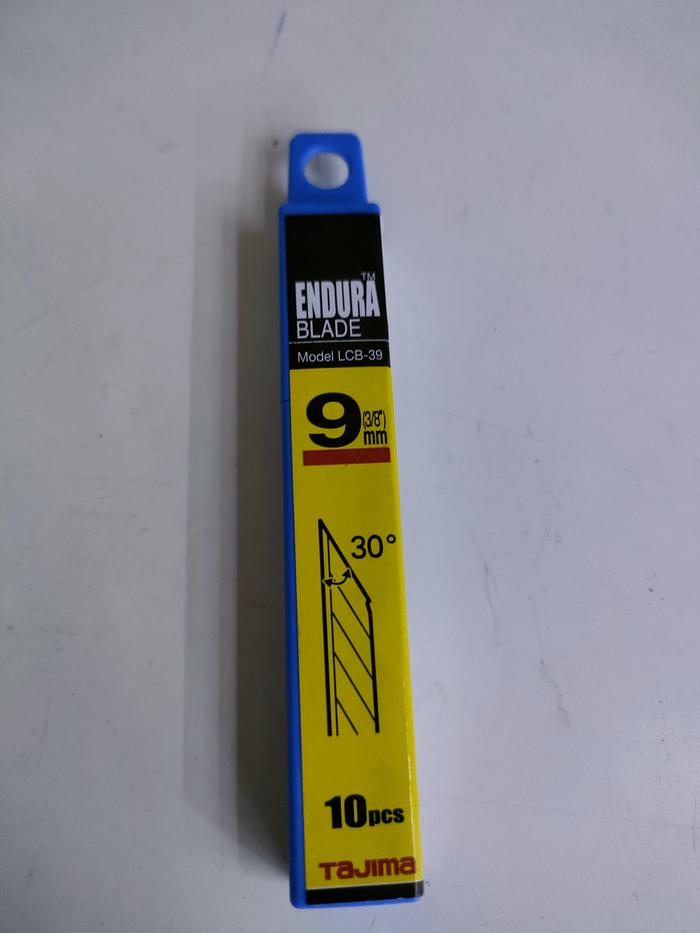 ENDURA™
BLADE
Model LCB-39
9 (3/8") mm
30°
10pcs
TaJIma